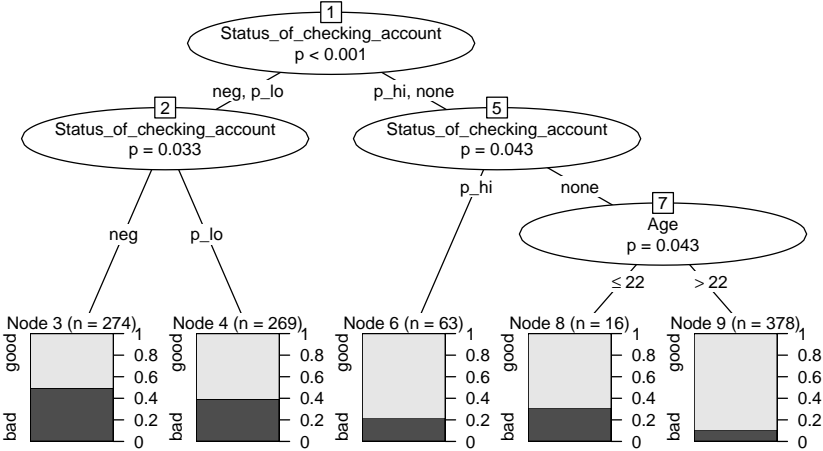 1
Status_of_checking_account
p < 0.001
neg, p_lo
p_hi, none
2
Status_of_checking_account
p = 0.033
5
Status_of_checking_account
p = 0.043
neg
p_lo
p_hi
none
7
Age
p = 0.043
≤ 22
> 22
Node 3 (n = 274)
bad
good
0
0.2
0.4
0.6
0.8
1
Node 4 (n = 269)
bad
good
0
0.2
0.4
0.6
0.8
1
Node 6 (n = 63)
bad
good
0
0.2
0.4
0.6
0.8
1
Node 8 (n = 16)
bad
good
0
0.2
0.4
0.6
0.8
1
Node 9 (n = 378)
bad
good
0
0.2
0.4
0.6
0.8
1